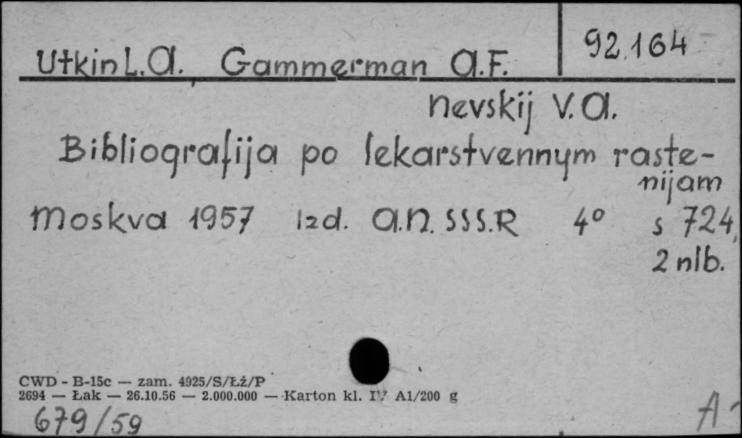 92.164
Utkin L.A., Gammerman A.F.
Nevskij V.A.
Bibliografija po lekarstvennym raste-
nijam
Moskva 1957 Izd. A.N. SSS.R 4° s 724,
2 nlb.
CWD - B-15c — zam. 4925/S/Łż/P
2694 — Łak — 26.10.56 — 2.000.000 — Karton kl. IV A1/200 g
679/59